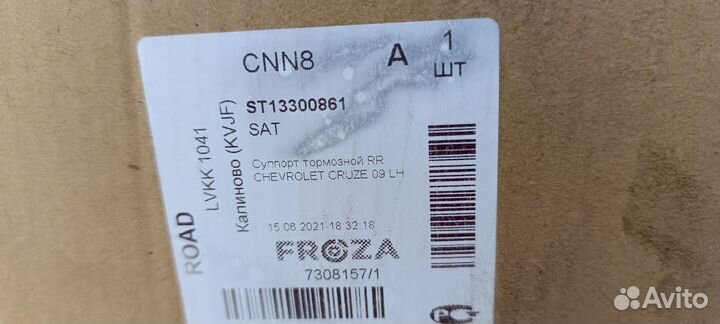 CNN8 A 1
ШТ
ST13300861
SAT
Суппорт тормозной RR
CHEVROLET CRUZE 09 LH
15.06.2021 18:32:18
FROZA
7308157/1
ROAD
LVKK 1041
Калиново (KVJF)
Avito